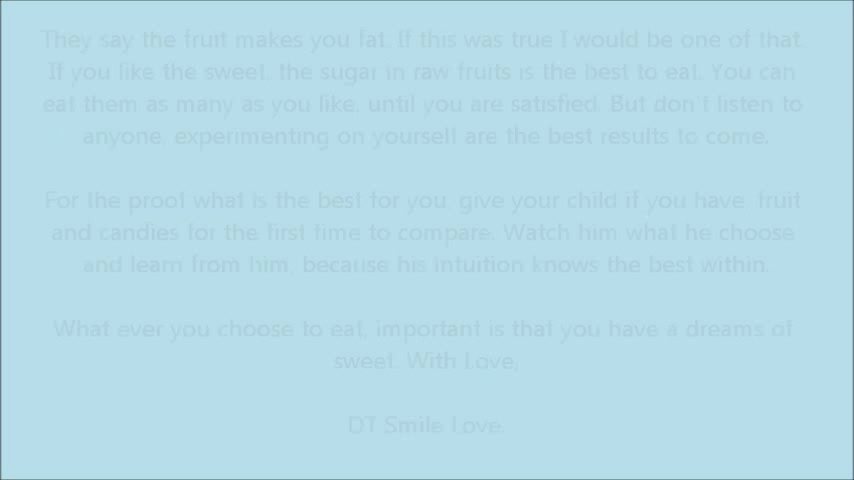 They say the fruit makes you fat. If this was true I would be one of that.
If you like the sweet, the sugar in raw fruits is the best to eat. You can
eat them as many as you like, until you are satisfied. But don't listen to
anyone, experimenting on yourself are the best results to come.
For the proof what is the best for you, give your child if you have, fruit
and candies for the first time to compare. Watch him what he choose
and learn from him, because his intuition knows the best within.
What ever you choose to eat, important is that you have a dreams of
sweet. With Love,
DT Smile Love.